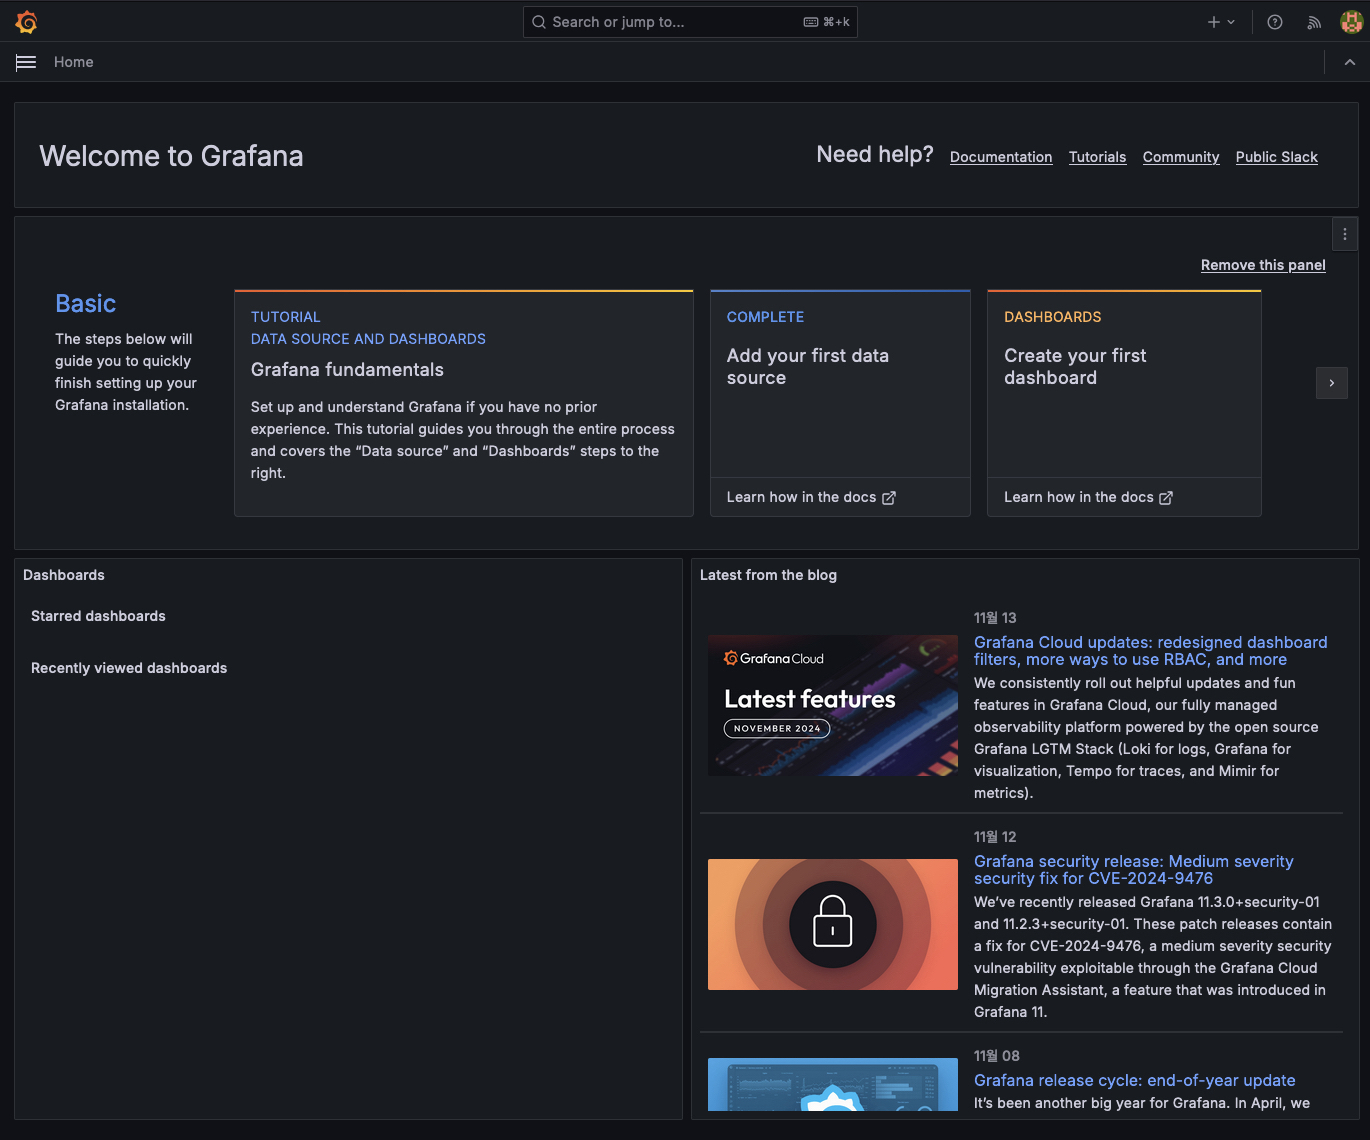 Search or jump to...
⌘+k
Home
Welcome to Grafana
Need help?
Documentation
Tutorials
Community
Public Slack
Remove this panel
Basic
The steps below will
guide you to quickly
finish setting up your
Grafana installation.
TUTORIAL
DATA SOURCE AND DASHBOARDS
Grafana fundamentals
Set up and understand Grafana if you have no prior
experience. This tutorial guides you through the entire process
and covers the “Data source” and “Dashboards” steps to the
right.
COMPLETE
Add your first data
source
Learn how in the docs
DASHBOARDS
Create your first
dashboard
Learn how in the docs
Dashboards
Starred dashboards
Recently viewed dashboards
Latest from the blog
Grafana Cloud
Latest features
NOVEMBER 2024
11월 13
Grafana Cloud updates: redesigned dashboard
filters, more ways to use RBAC, and more
We consistently roll out helpful updates and fun
features in Grafana Cloud, our fully managed
observability platform powered by the open source
Grafana LGTM Stack (Loki for logs, Grafana for
visualization, Tempo for traces, and Mimir for
metrics).
11월 12
Grafana security release: Medium severity
security fix for CVE-2024-9476
We’ve recently released Grafana 11.3.0+security-01
and 11.2.3+security-01. These patch releases contain
a fix for CVE-2024-9476, a medium severity security
vulnerability exploitable through the Grafana Cloud
Migration Assistant, a feature that was introduced in
Grafana 11.
11월 08
Grafana release cycle: end-of-year update
It’s been another big year for Grafana. In April, we